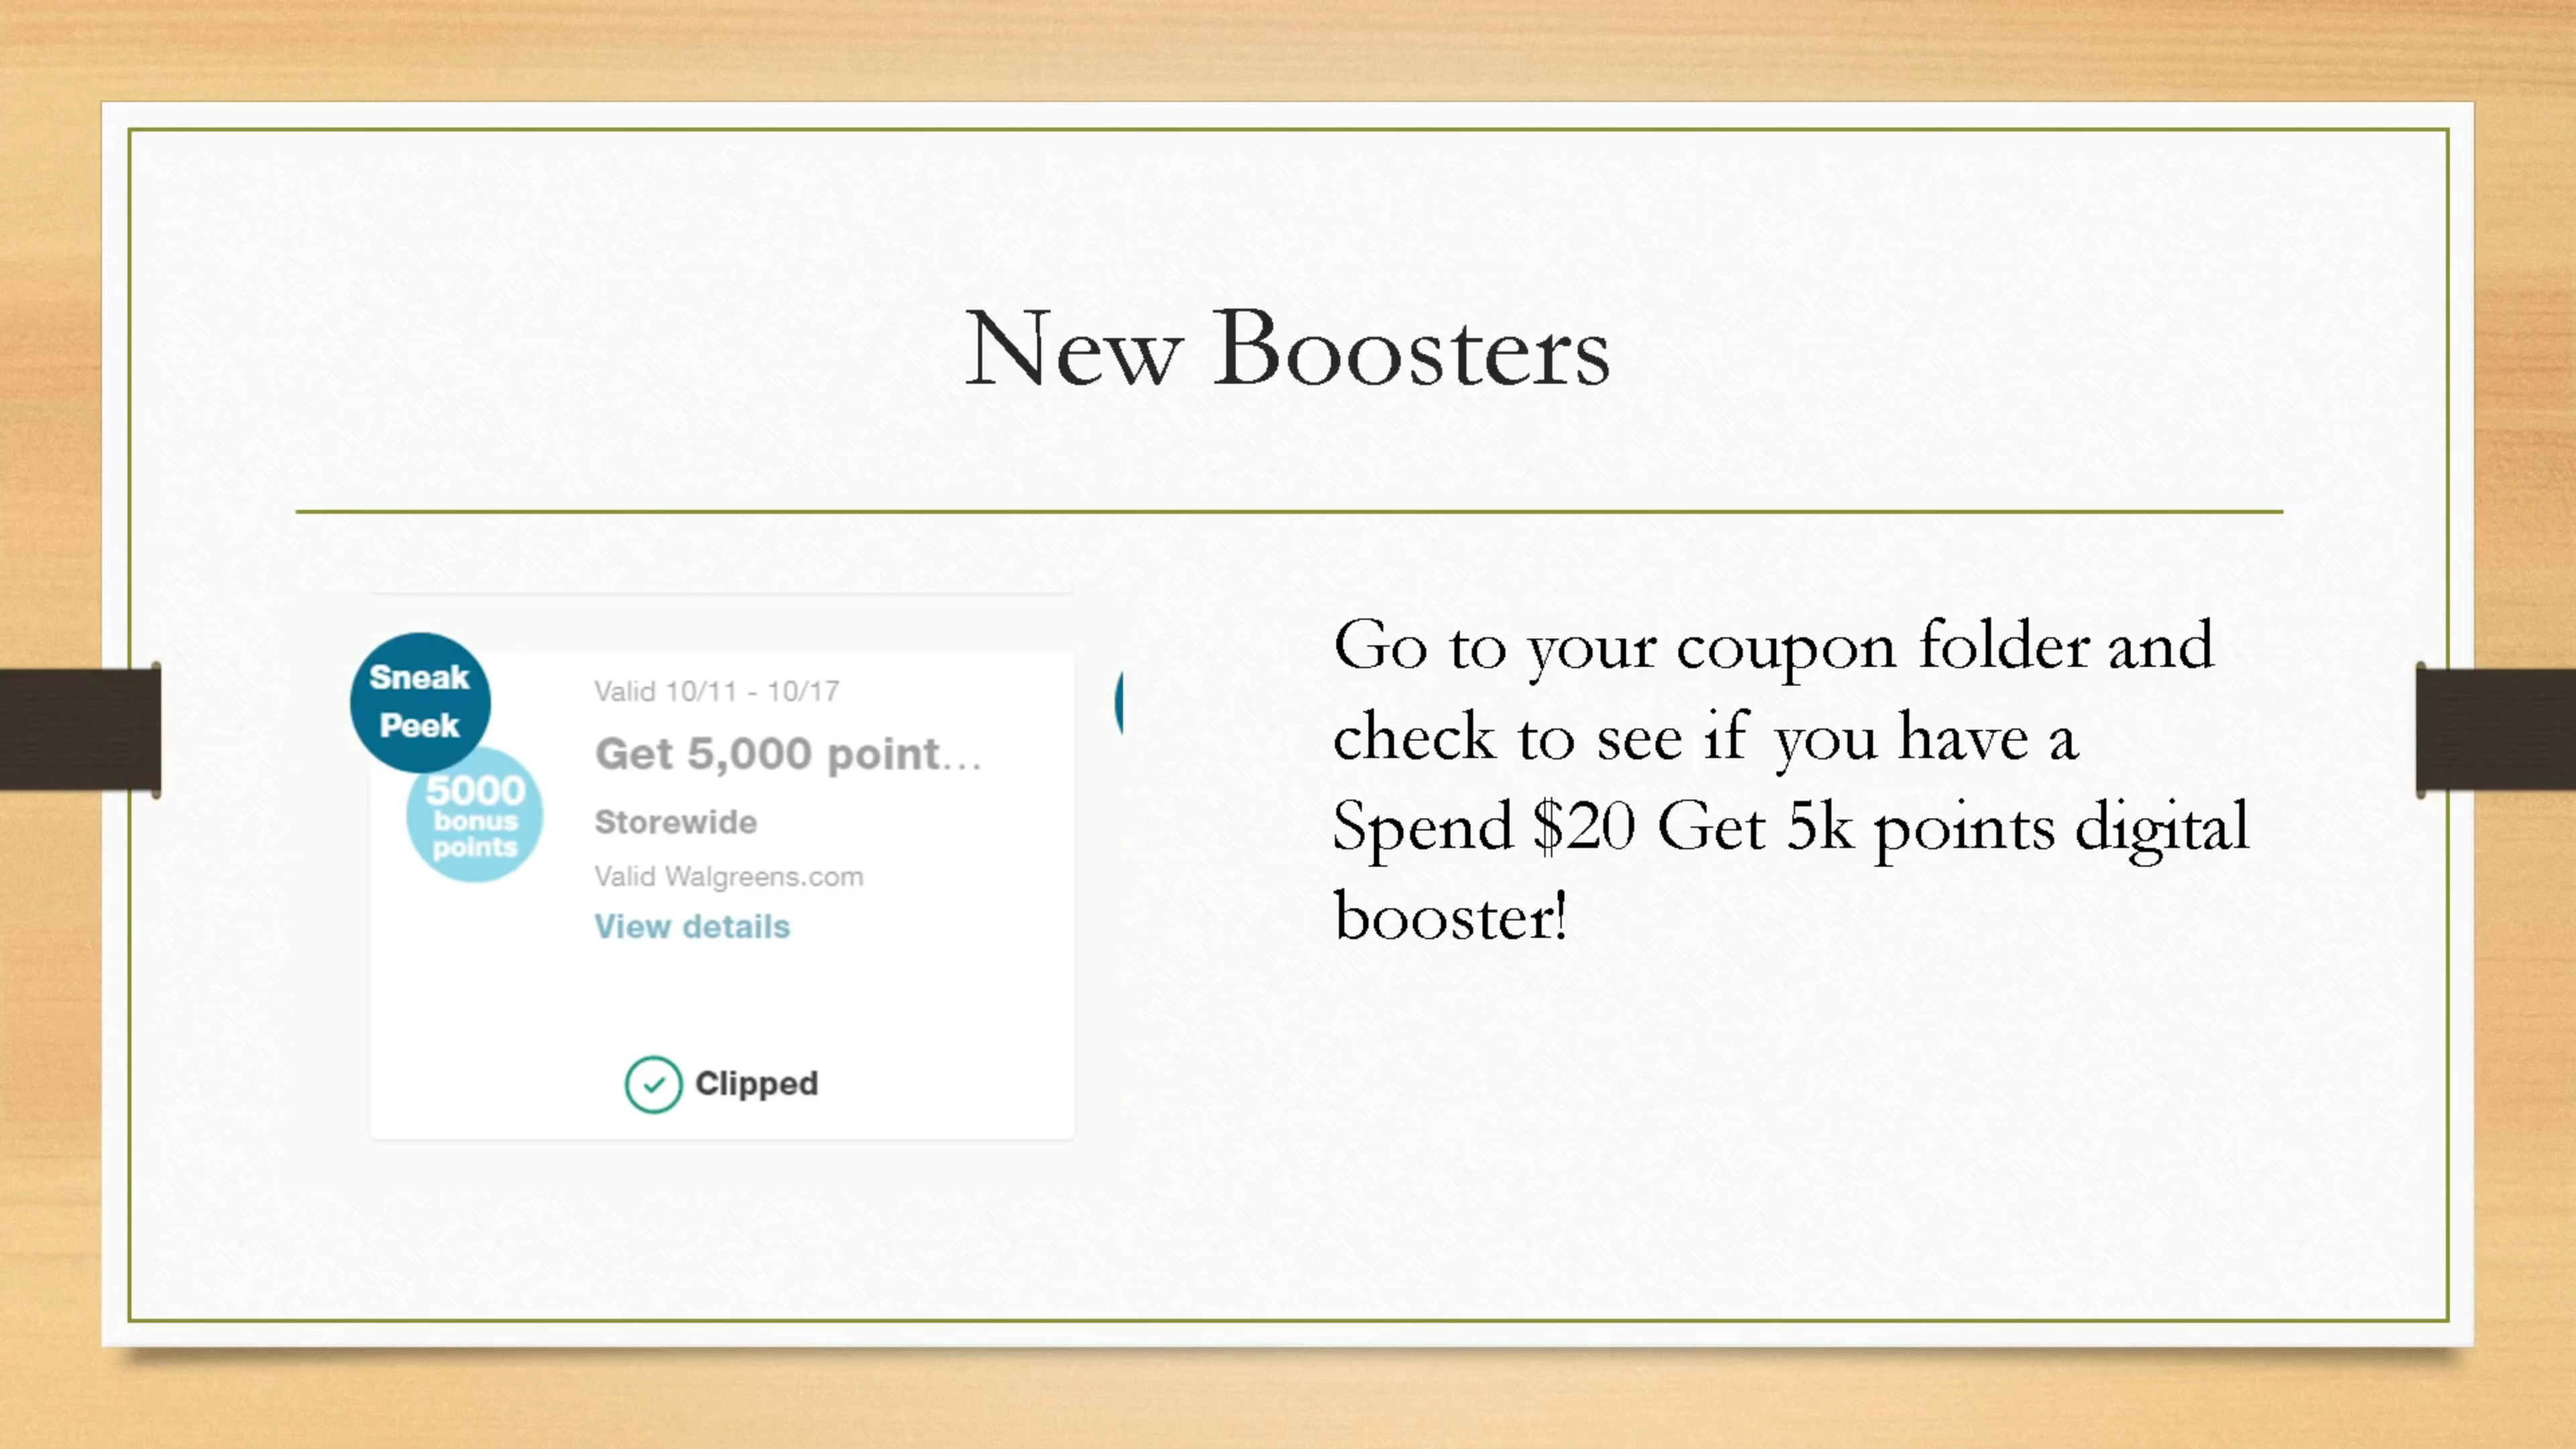 New Boosters
Sneak
Peek
5000
bonus
points
Valid 10/11 - 10/17
Get 5,000 point...
Storewide
Valid Walgreens.com
View details
Clipped
Go to your coupon folder and
check to see if you have a
Spend $20 Get 5k points digital
booster!